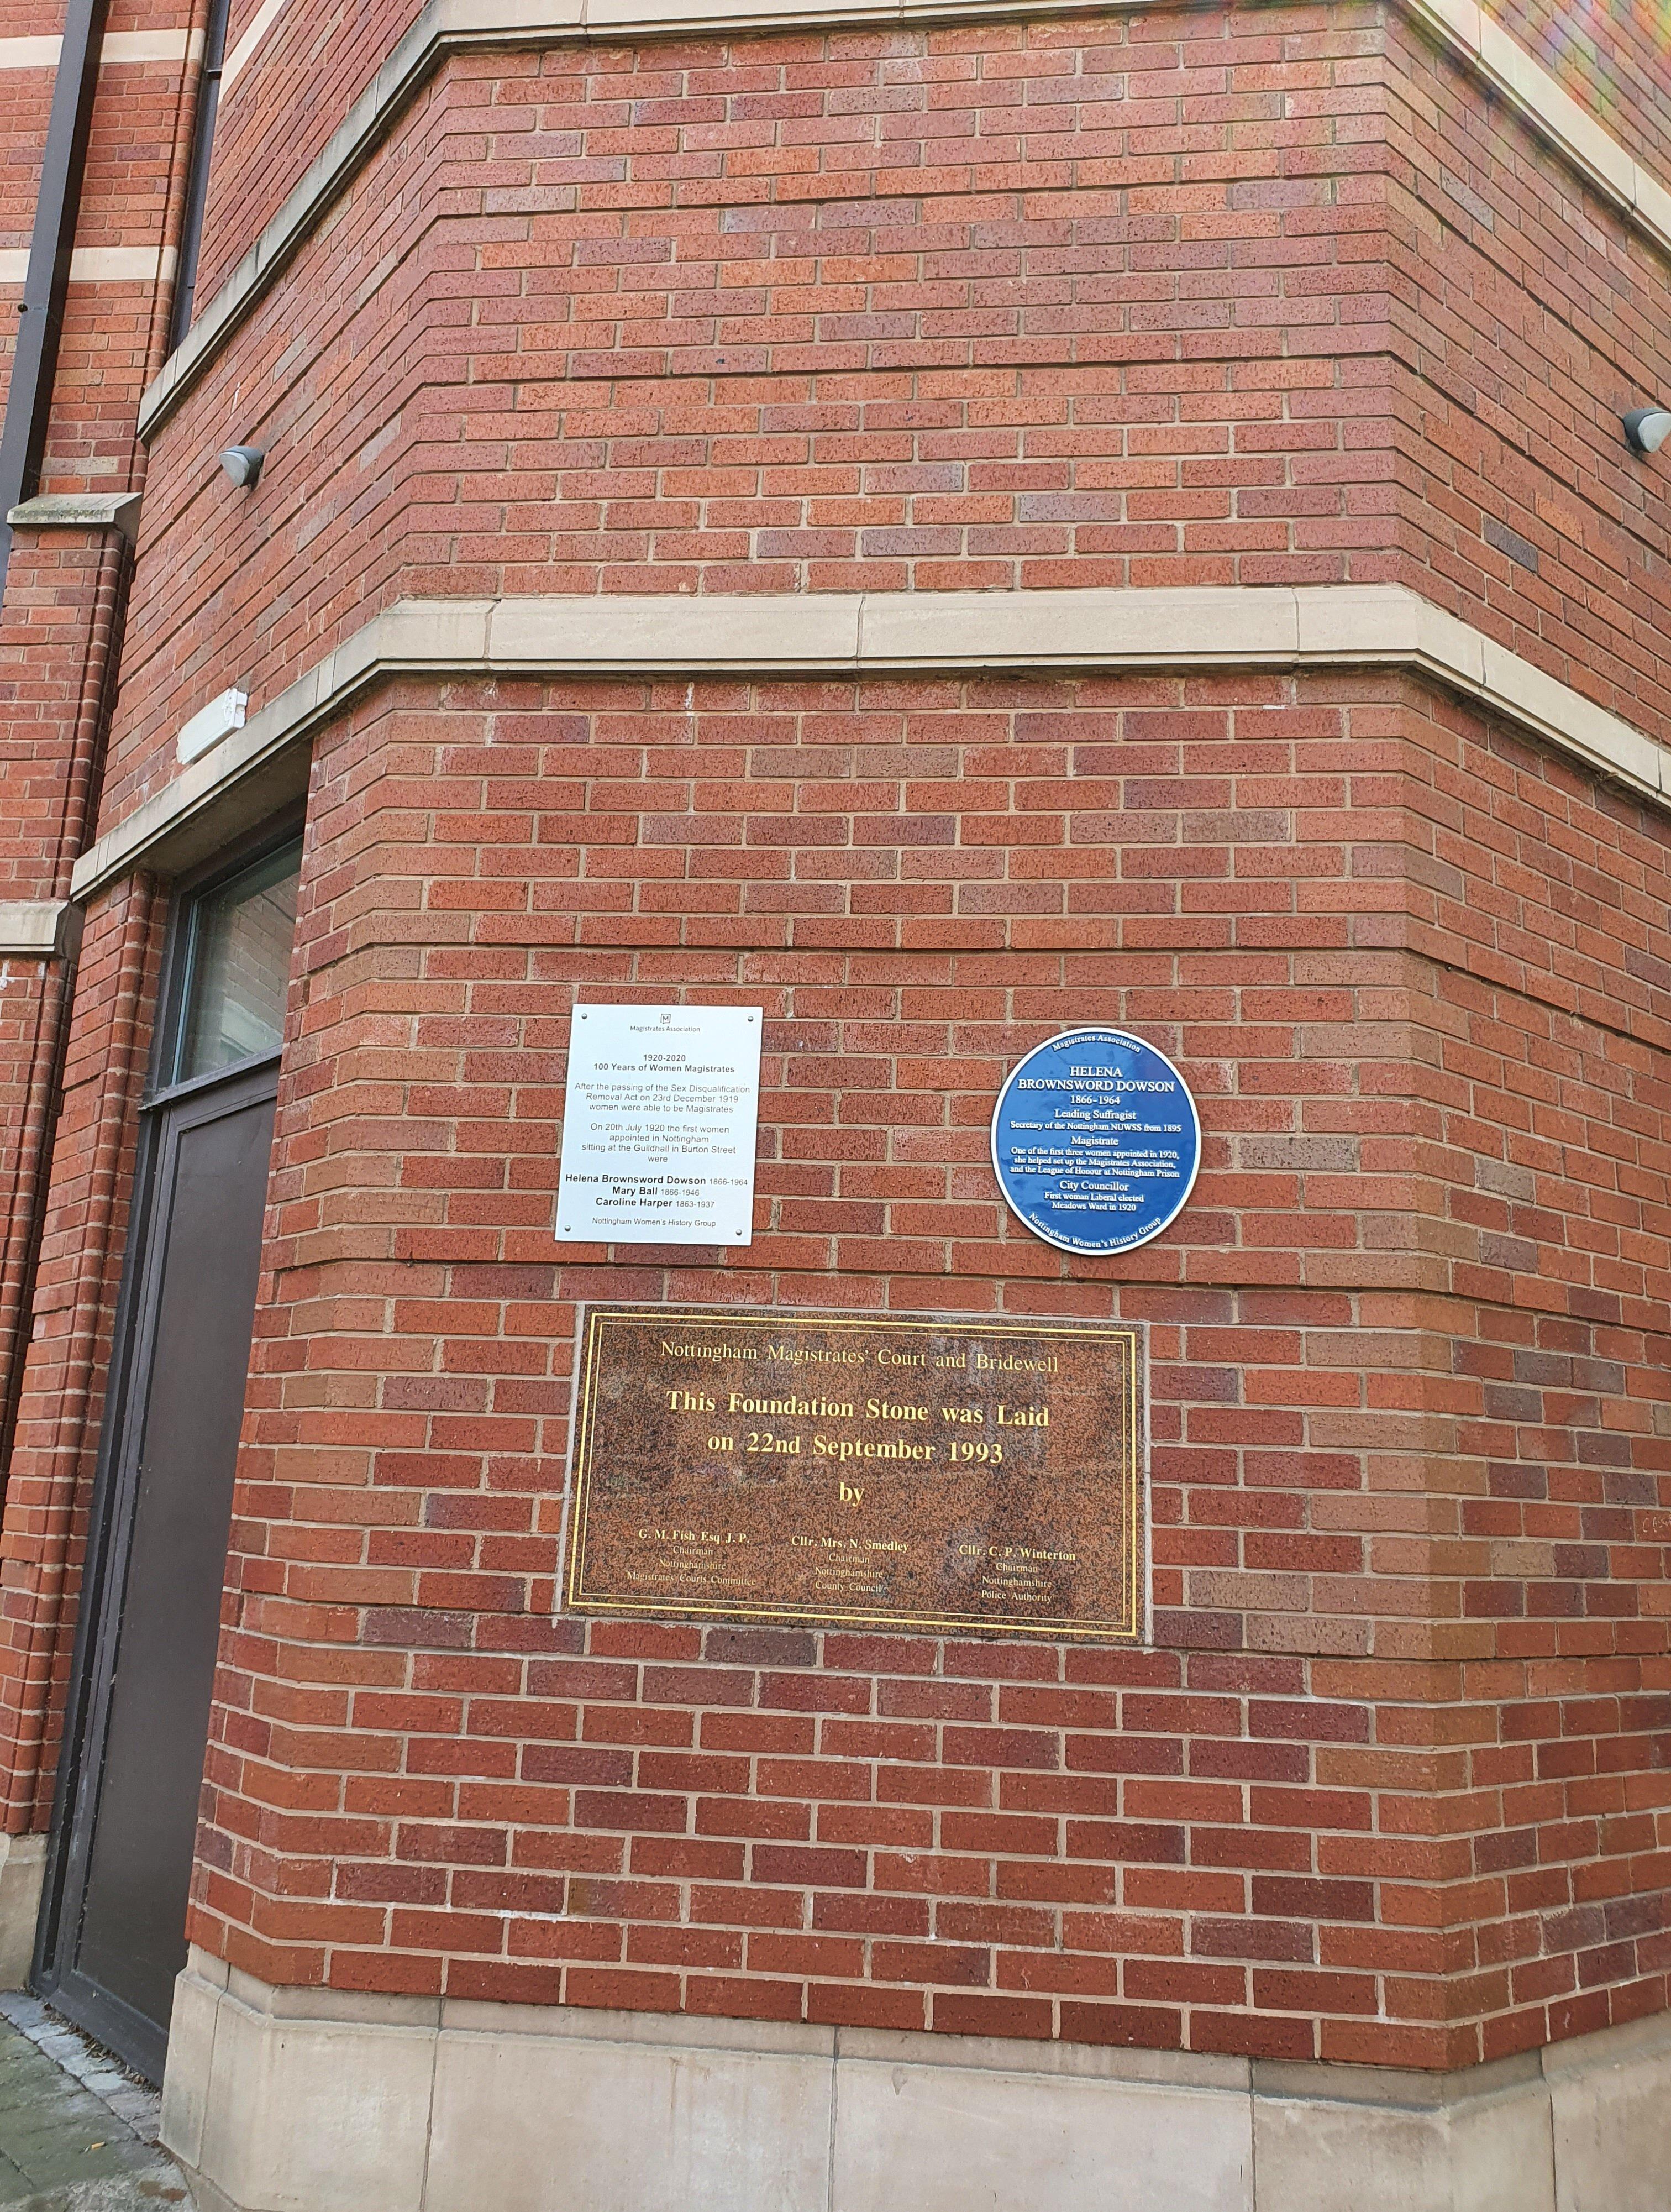 M
Magistrates Association
1920-2020
100 Years of Women Magistrates
After the passing of the Sex Disqualification
Removal Act on 23rd December 1919
women were able to be Magistrates
On 20th July 1920 the first women
appointed in Nottingham
sitting at the Guildhall in Burton Street
were
Helena Brownsword Dowson 1866-1964
Mary Ball 1866-1946
Caroline Harper 1863-1937
Nottingham Women's History Group
Magistrates Association
HELENA
BROWNSWORD DOWSON
1866-1964
Leading Suffragist
Secretary of the Nottingham NUWSS from 1895
Magistrate
One of the first three women appointed in 1920,
she helped set up the Magistrates Association,
and the League of Honour at Nottingham Prison
City Councillor
First woman Liberal elected
Meadows Ward in 1920
Nottingham Women's History Group
Nottingham Magistrates' Court and Bridewell
This Foundation Stone was Laid
on 22nd September 1993
by
G. M. Fish Esq J. P.
Chairman
Nottinghamshire
Magistrates' Courts Committee
Cllr. Mrs. N. Smedley
Chairman
Nottinghamshire
County Council
Cllr. C. P. Winterton
Chairman
Nottinghamshire
Police Authority